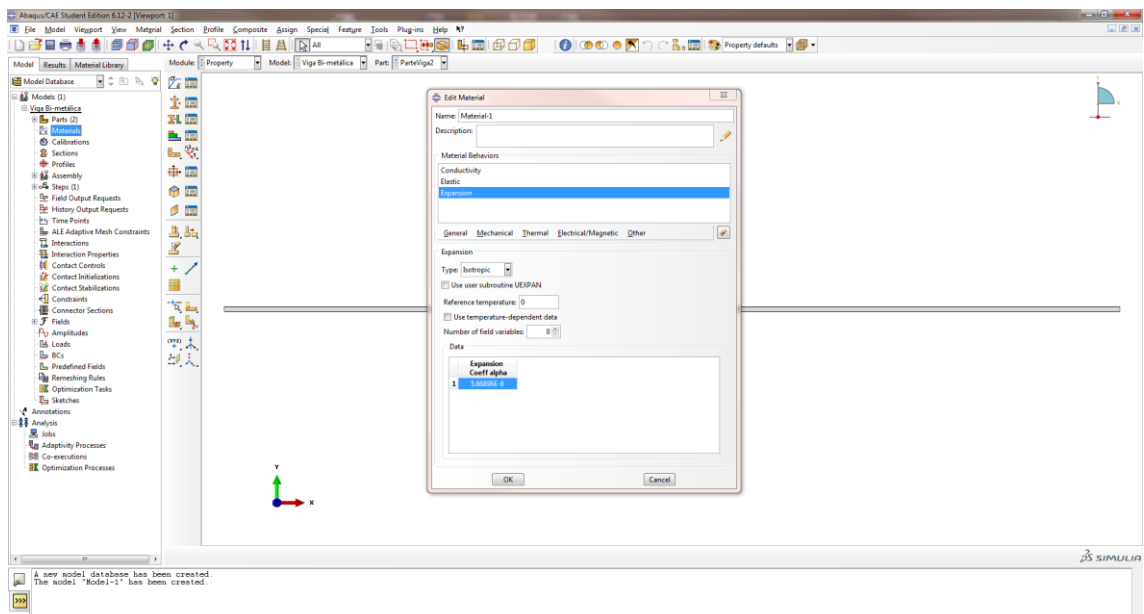 Abaqus/CAE Student Edition 6.12-2 [Viewport: 1]
File Model Viewport View Material Section Profile Composite Assign Special Feature Tools Plug-ins Help
All Property defaults
Model Results Material Library Module: Property Model: Viga Bi-metálica Part: ParteViga2
Model Database
Models (1)
Viga Bi-metálica
Parts (2)
Materials
Calibrations
Sections
Profiles
Assembly
Steps (1)
Field Output Requests
History Output Requests
Time Points
ALE Adaptive Mesh Constraints
Interactions
Interaction Properties
Contact Controls
Contact Initializations
Contact Stabilizations
Constraints
Connector Sections
Fields
Amplitudes
Loads
BCs
Predefined Fields
Remeshing Rules
Optimization Tasks
Sketches
Annotations
Analysis
Jobs
Adaptivity Processes
Co-executions
Optimization Processes
Edit Material
Name: Material-1
Description:
Material Behaviors
Conductivity
Elastic
Expansion
General Mechanical Thermal Electrical/Magnetic Other
Expansion
Type: Isotropic
Use user subroutine UEXPAN
Reference temperature: 0
Use temperature-dependent data
Number of field variables: 0
Data
Expansion
Coeff alpha
1 5.66898E-8
OK Cancel
Y
X
SIMULIA
A new model database has been created.
The model "Model-1" has been created.
>>>